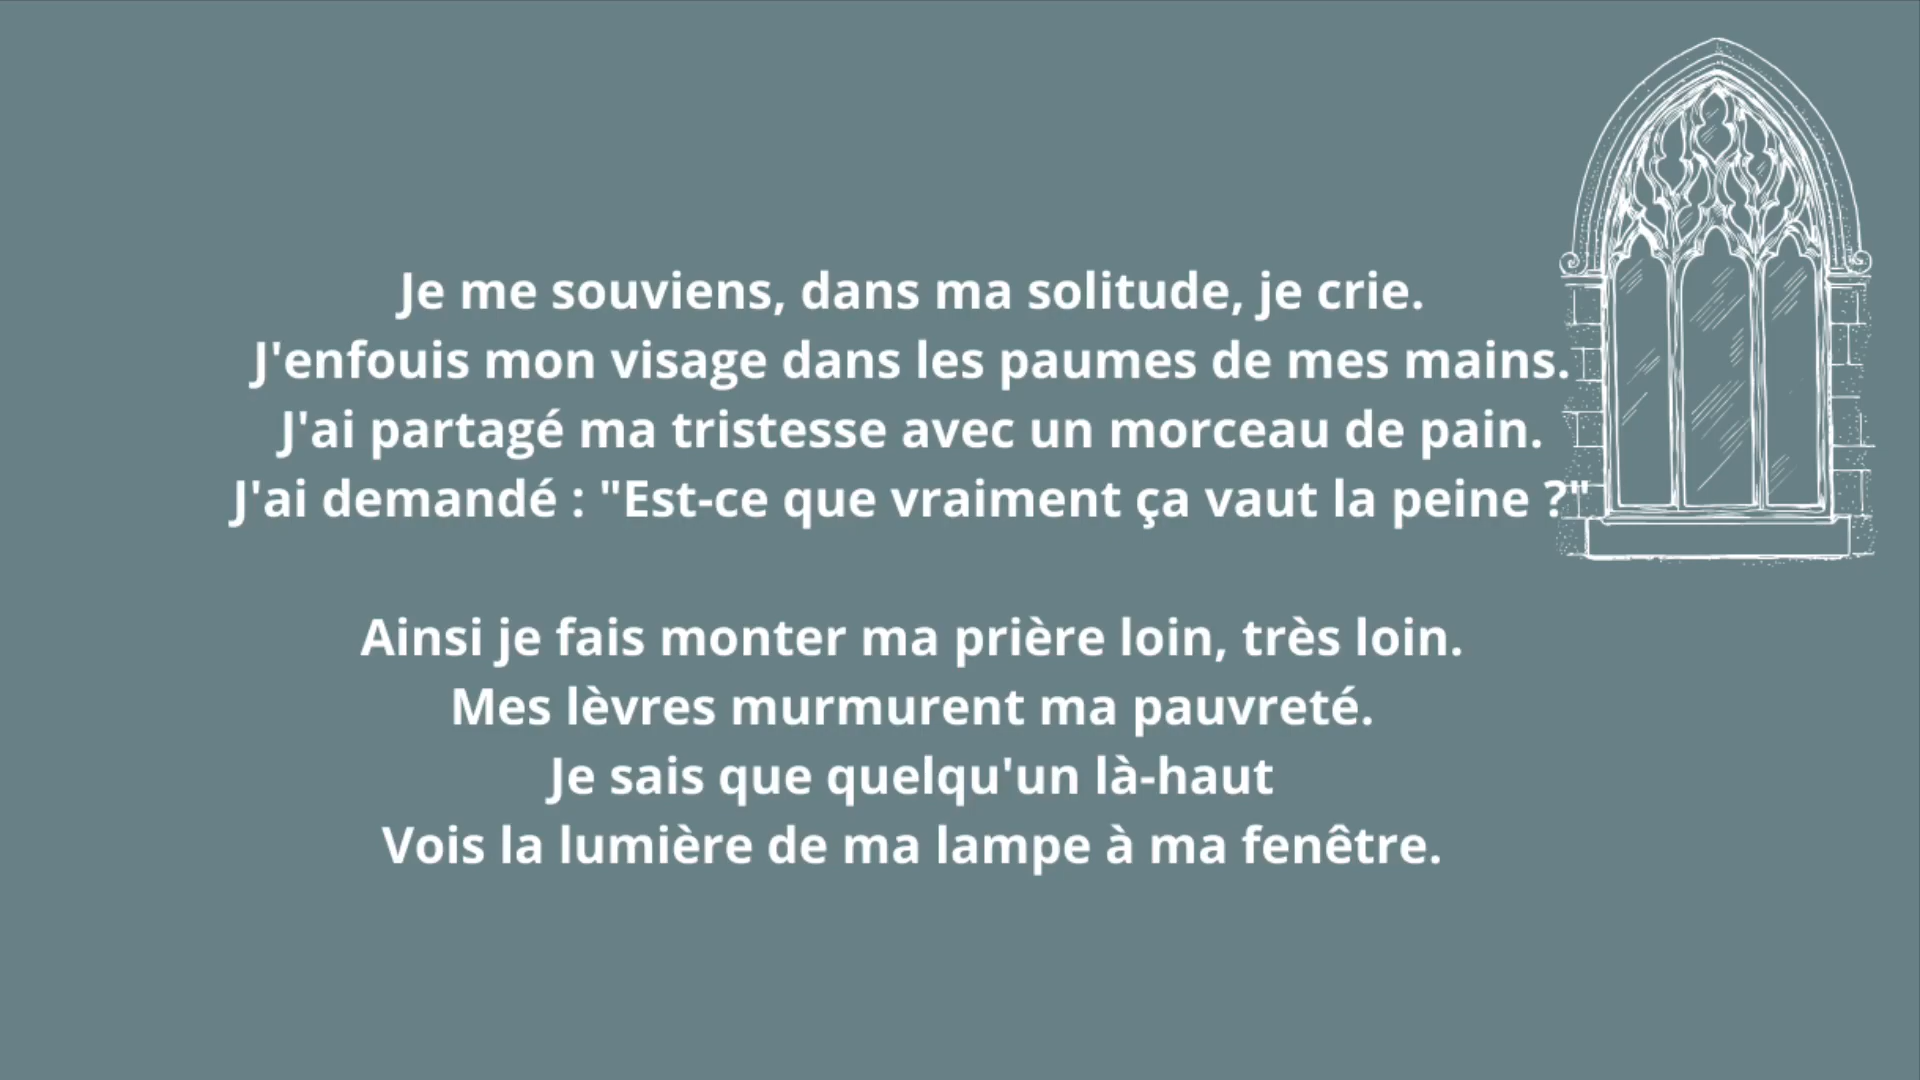 Je me souviens, dans ma solitude, je crie.
J'enfouis mon visage dans les paumes de mes mains.
J'ai partagé ma tristesse avec un morceau de pain.
J'ai demandé : "Est-ce que vraiment ça vaut la peine ?"
Ainsi je fais monter ma prière loin, très loin.
Mes lèvres murmurent ma pauvreté.
Je sais que quelqu'un là-haut
Vois la lumière de ma lampe à ma fenêtre.